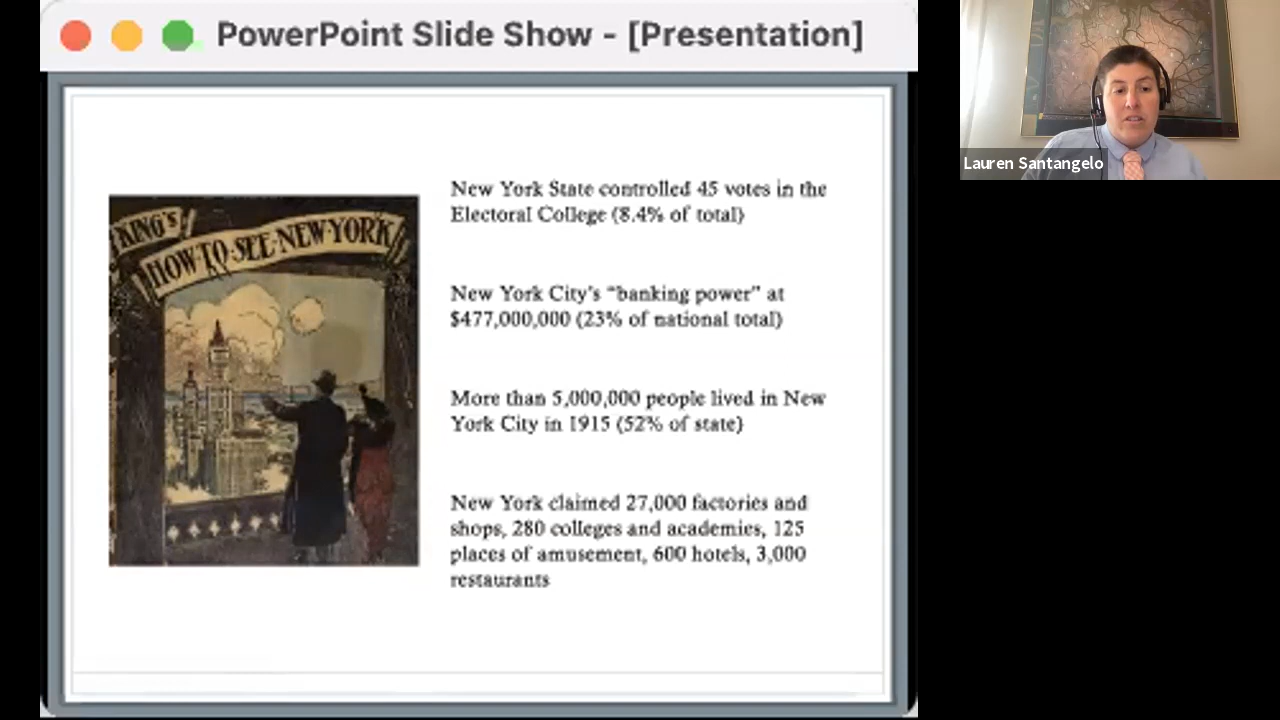 PowerPoint Slide Show - [Presentation]
KING'S
HOW·TO·SEE·NEW·YORK
New York State controlled 45 votes in the
Electoral College (8.4% of total)
New York City's "banking power" at
$477,000,000 (23% of national total)
More than 5,000,000 people lived in New
York City in 1915 (52% of state)
New York claimed 27,000 factories and
shops, 280 colleges and academies, 125
places of amusement, 600 hotels, 3,000
restaurants
Lauren Santangelo